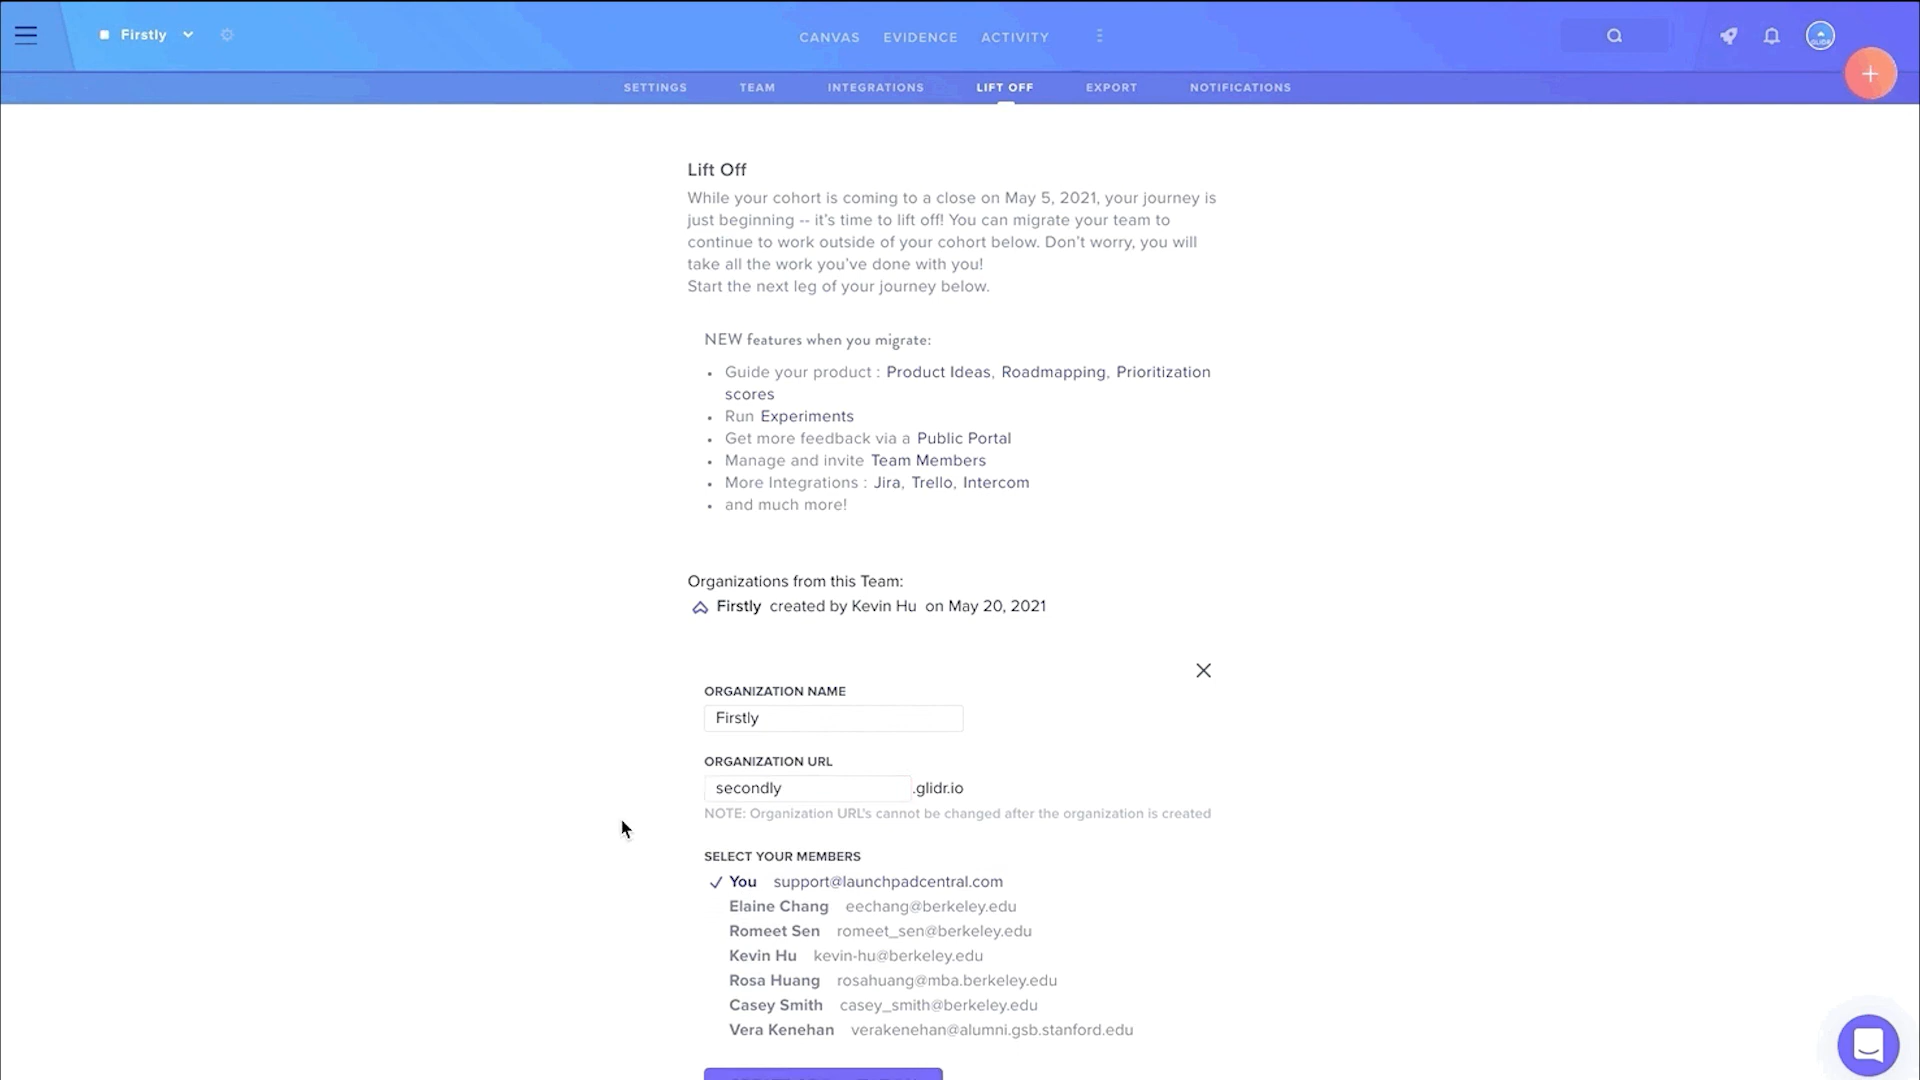 Firstly
CANVAS EVIDENCE ACTIVITY
SETTINGS TEAM INTEGRATIONS LIFT OFF EXPORT NOTIFICATIONS
Lift Off
While your cohort is coming to a close on May 5, 2021, your journey is
just beginning -- it's time to lift off! You can migrate your team to
continue to work outside of your cohort below. Don't worry, you will
take all the work you've done with you!
Start the next leg of your journey below.
NEW features when you migrate:
• Guide your product : Product Ideas, Roadmapping, Prioritization
scores
• Run Experiments
• Get more feedback via a Public Portal
• Manage and invite Team Members
• More Integrations : Jira, Trello, Intercom
• and much more!
Organizations from this Team:
Firstly created by Kevin Hu on May 20, 2021
ORGANIZATION NAME
Firstly
ORGANIZATION URL
secondly .glidr.io
NOTE: Organization URL's cannot be changed after the organization is created
SELECT YOUR MEMBERS
You support@launchpadcentral.com
Elaine Chang eechang@berkeley.edu
Romeet Sen romeet_sen@berkeley.edu
Kevin Hu kevin-hu@berkeley.edu
Rosa Huang rosahuang@mba.berkeley.edu
Casey Smith casey_smith@berkeley.edu
Vera Kenehan verakenehan@alumni.gsb.stanford.edu